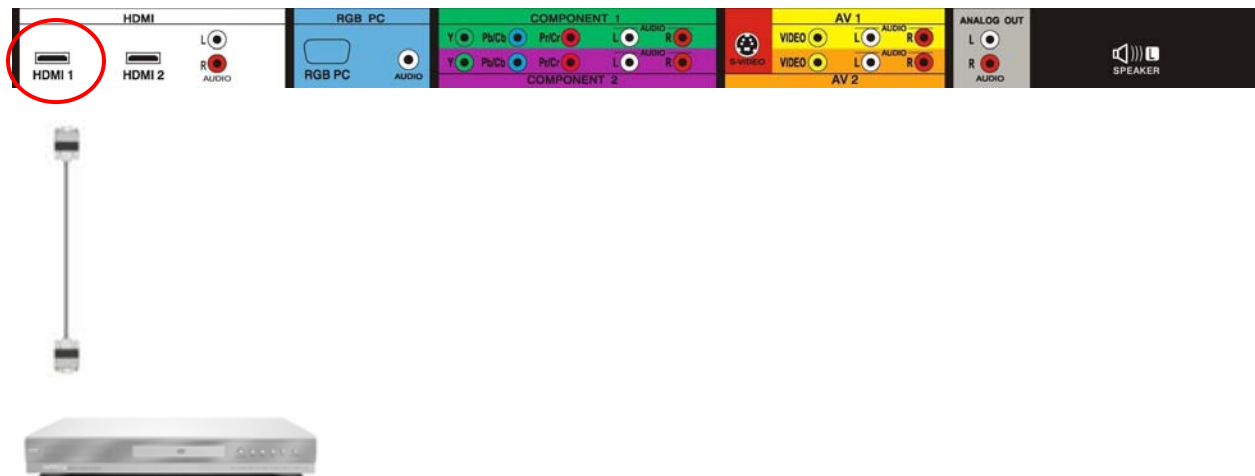 HDMI
HDMI 1
HDMI 2
L
R
AUDIO
RGB PC
RGB PC
AUDIO
COMPONENT 1
Y Pb/Cb Pr/Cr L AUDIO R
Y Pb/Cb Pr/Cr L AUDIO R
COMPONENT 2
S-VIDEO
AV 1
VIDEO L AUDIO R
VIDEO L AUDIO R
AV 2
ANALOG OUT
L
R
AUDIO
L
SPEAKER